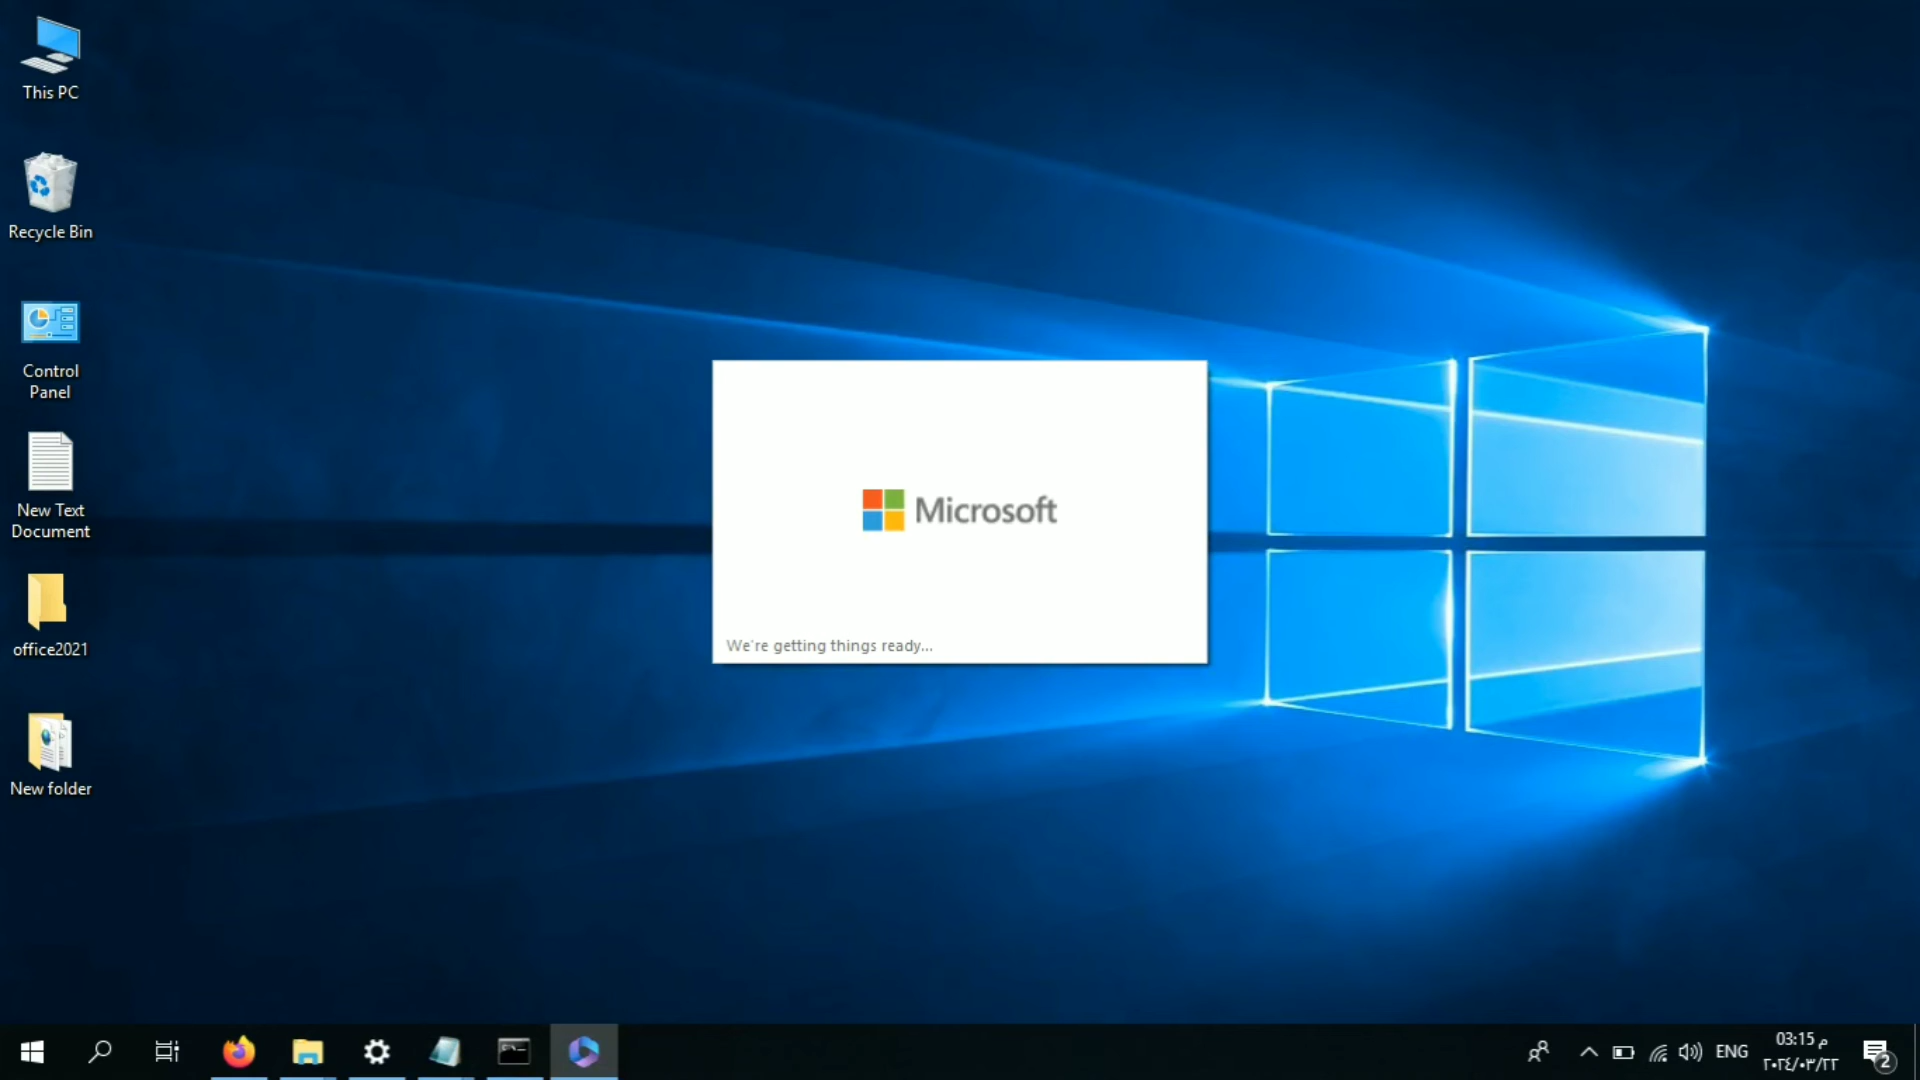 This PC
Recycle Bin
Control
Panel
New Text
Document
office2021
New folder
Microsoft
We're getting things ready...
ENG
03:15 م
٢٠٢٤/٠٣/٢٢
2